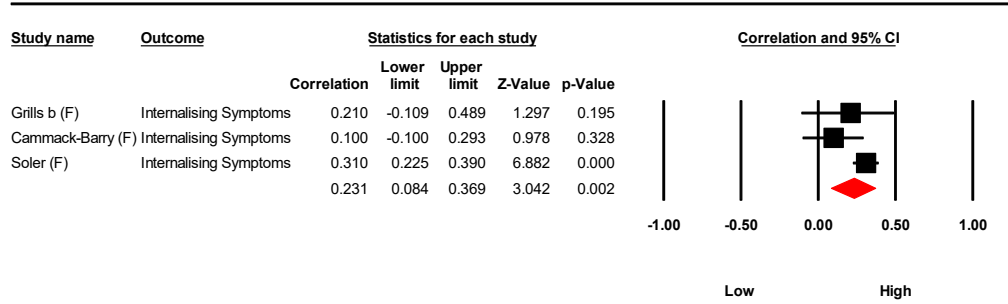 Study name Outcome Statistics for each study Correlation and 95% CI
Lower Upper
Correlation limit limit Z-Value p-Value
Grills b (F) Internalising Symptoms 0.210 -0.109 0.489 1.297 0.195
Cammack-Barry (F) Internalising Symptoms 0.100 -0.100 0.293 0.978 0.328
Soler (F) Internalising Symptoms 0.310 0.225 0.390 6.882 0.000
0.231 0.084 0.369 3.042 0.002
-1.00 -0.50 0.00 0.50 1.00
Low High